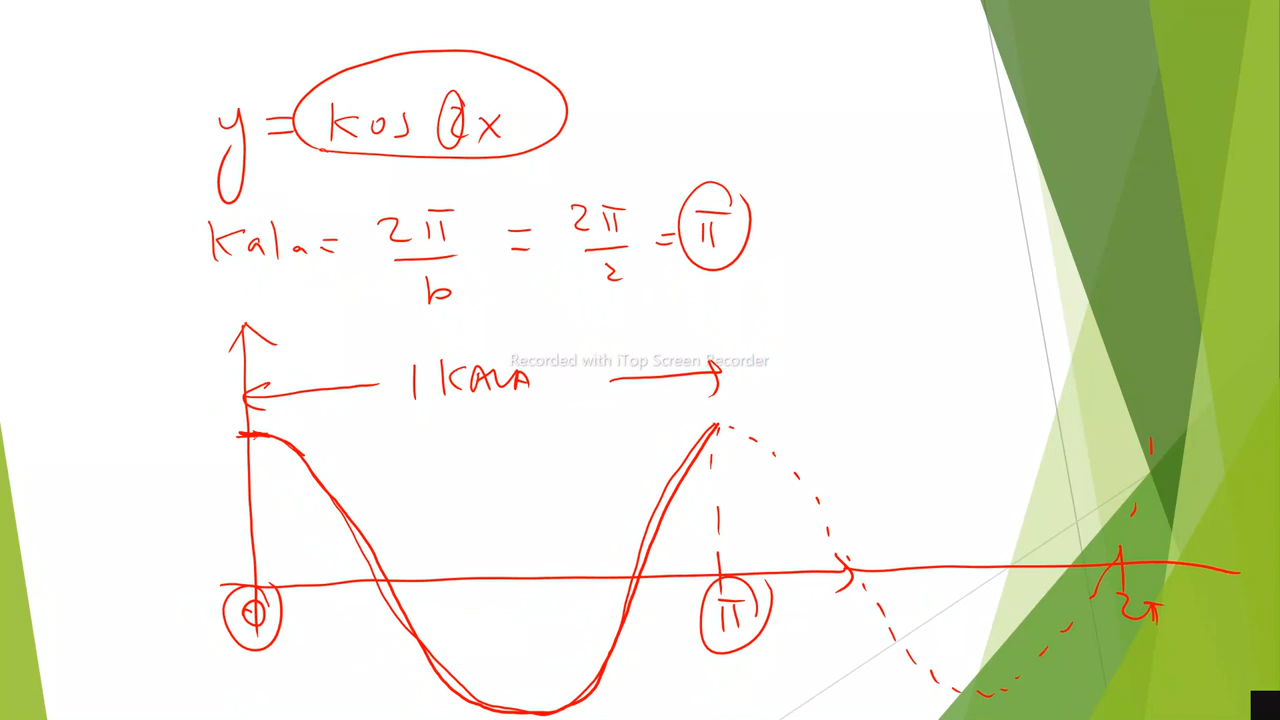 y = kos 2x
kala = 2π/b = 2π/2 = π
Recorded with iTop Screen Recorder
1 KALA
0 π 2π